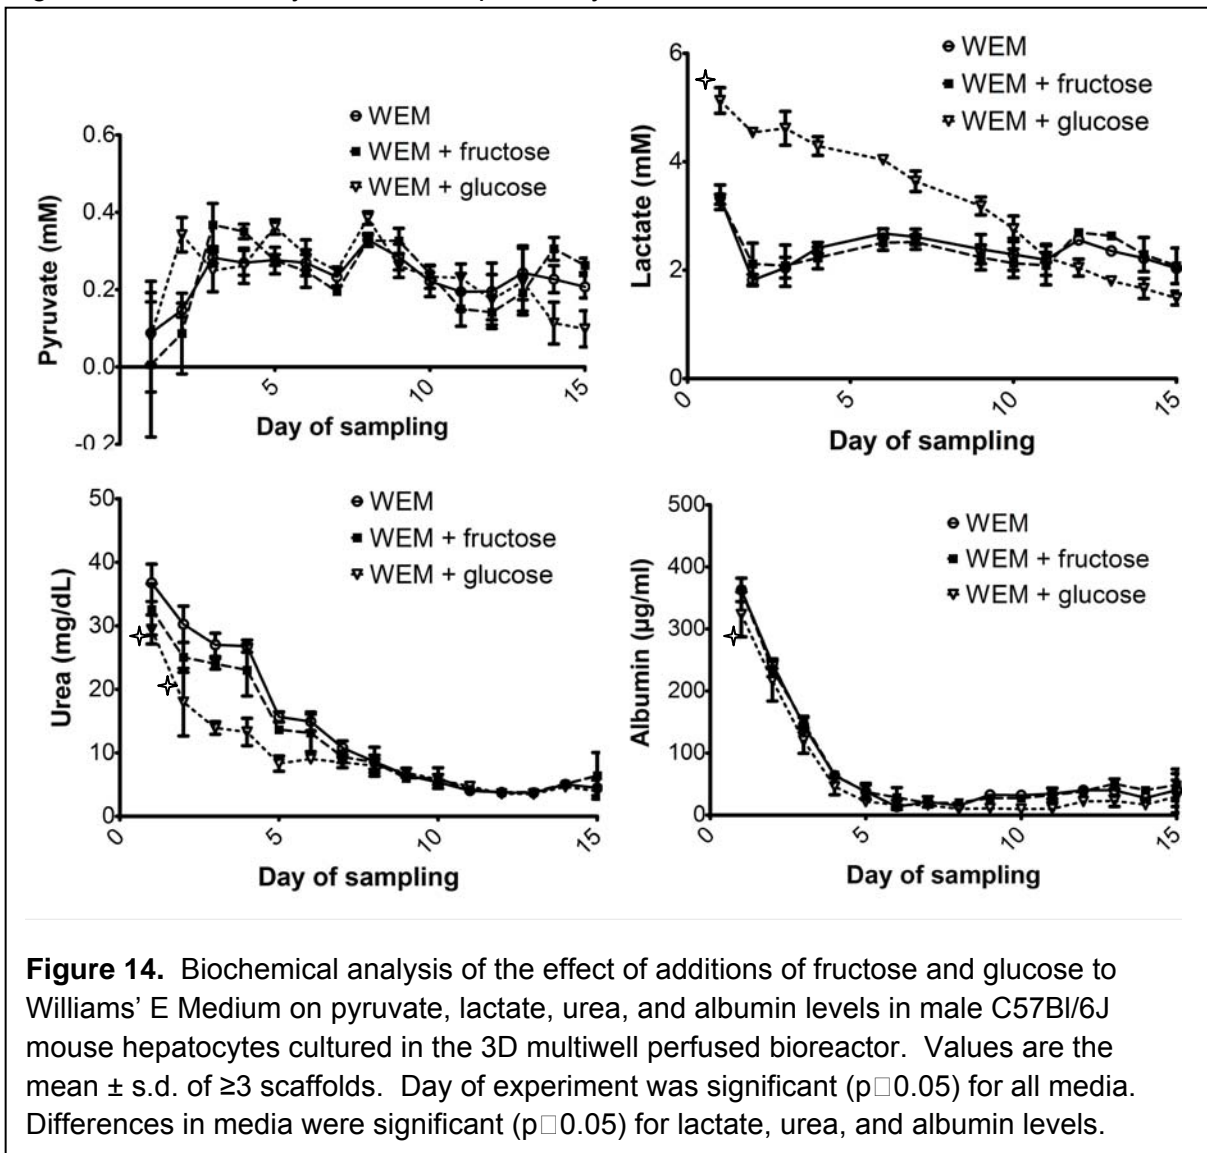 WEM
WEM + fructose
WEM + glucose
0.6
0.4
0.2
0.0
-0.2
Pyruvate (mM)
5
10
15
Day of sampling
WEM
WEM + fructose
WEM + glucose
6
4
2
0
Lactate (mM)
0
5
10
15
Day of sampling
WEM
WEM + fructose
WEM + glucose
50
40
30
20
10
0
Urea (mg/dL)
0
5
10
15
Day of sampling
WEM
WEM + fructose
WEM + glucose
500
400
300
200
100
0
Albumin (µg/ml)
0
5
10
15
Day of sampling
Figure 14. Biochemical analysis of the effect of additions of fructose and glucose to
Williams’ E Medium on pyruvate, lactate, urea, and albumin levels in male C57Bl/6J
mouse hepatocytes cultured in the 3D multiwell perfused bioreactor. Values are the
mean ± s.d. of ≥3 scaffolds. Day of experiment was significant (p□0.05) for all media.
Differences in media were significant (p□0.05) for lactate, urea, and albumin levels.